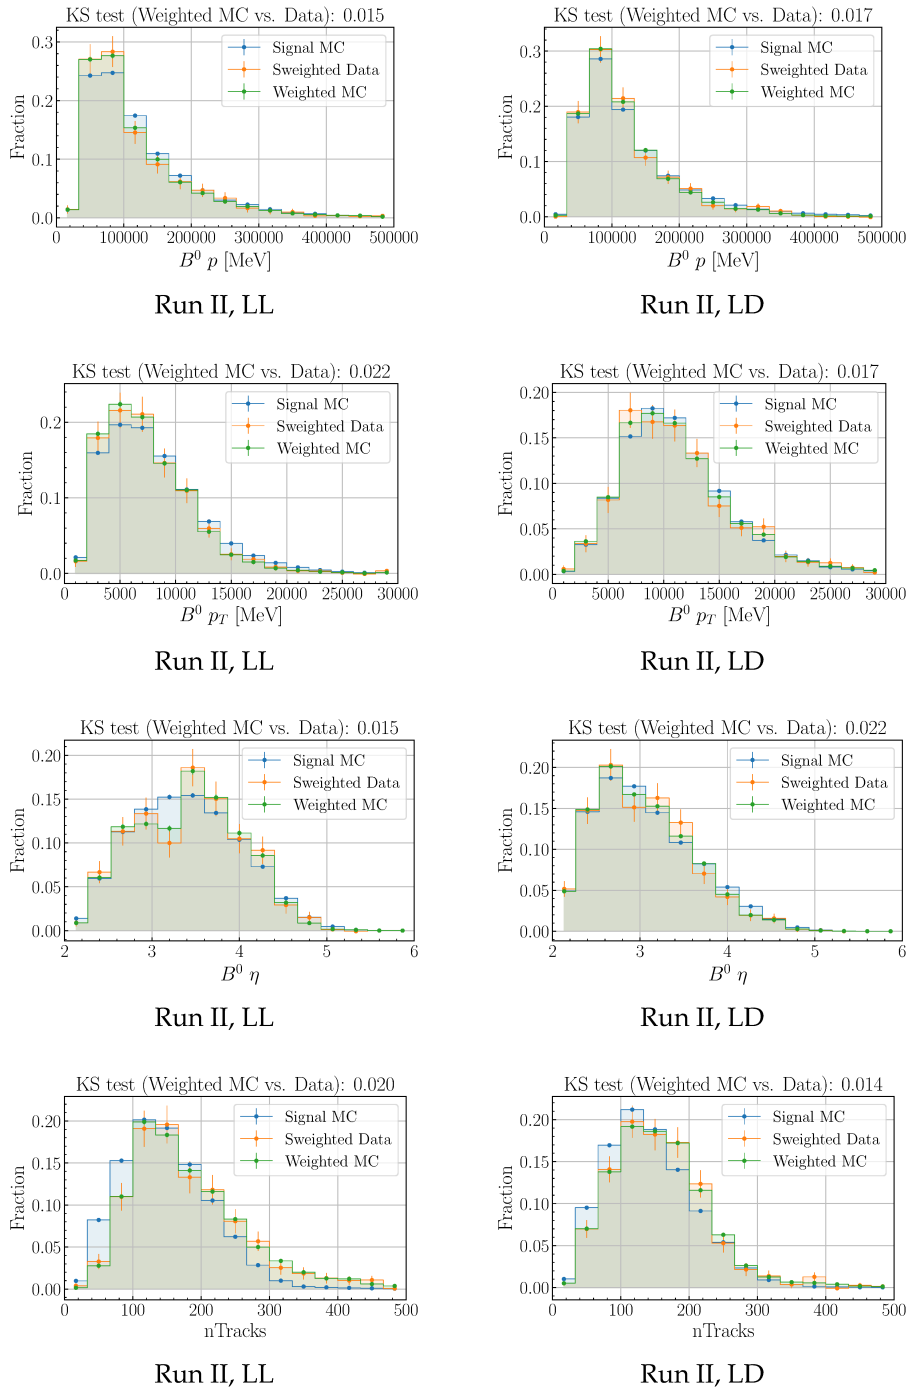 KS test (Weighted MC vs. Data): 0.015
Signal MC
Sweighted Data
Weighted MC
Fraction
0.3
0.2
0.1
0.0
0 100000 200000 300000 400000 500000
B⁰ p [MeV]
Run II, LL
KS test (Weighted MC vs. Data): 0.017
Signal MC
Sweighted Data
Weighted MC
Fraction
0.3
0.2
0.1
0.0
0 100000 200000 300000 400000 500000
B⁰ p [MeV]
Run II, LD
KS test (Weighted MC vs. Data): 0.022
Signal MC
Sweighted Data
Weighted MC
Fraction
0.2
0.1
0.0
0 5000 10000 15000 20000 25000 30000
B⁰ p_T [MeV]
Run II, LL
KS test (Weighted MC vs. Data): 0.017
Signal MC
Sweighted Data
Weighted MC
Fraction
0.20
0.15
0.10
0.05
0.00
0 5000 10000 15000 20000 25000 30000
B⁰ p_T [MeV]
Run II, LD
KS test (Weighted MC vs. Data): 0.015
Signal MC
Sweighted Data
Weighted MC
Fraction
0.20
0.15
0.10
0.05
0.00
2 3 4 5 6
B⁰ η
Run II, LL
KS test (Weighted MC vs. Data): 0.022
Signal MC
Sweighted Data
Weighted MC
Fraction
0.20
0.15
0.10
0.05
0.00
2 3 4 5 6
B⁰ η
Run II, LD
KS test (Weighted MC vs. Data): 0.020
Signal MC
Sweighted Data
Weighted MC
Fraction
0.20
0.15
0.10
0.05
0.00
0 100 200 300 400 500
nTracks
Run II, LL
KS test (Weighted MC vs. Data): 0.014
Signal MC
Sweighted Data
Weighted MC
Fraction
0.20
0.15
0.10
0.05
0.00
0 100 200 300 400 500
nTracks
Run II, LD